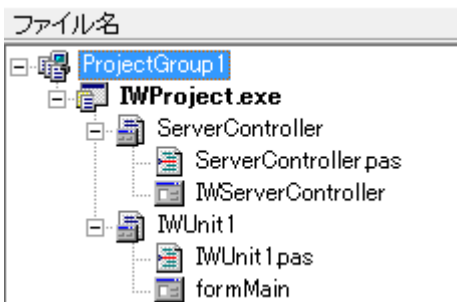 ファイル名
ProjectGroup1
IWProject.exe
ServerController
ServerController.pas
IWServerController
IWUnit1
IWUnit1.pas
formMain